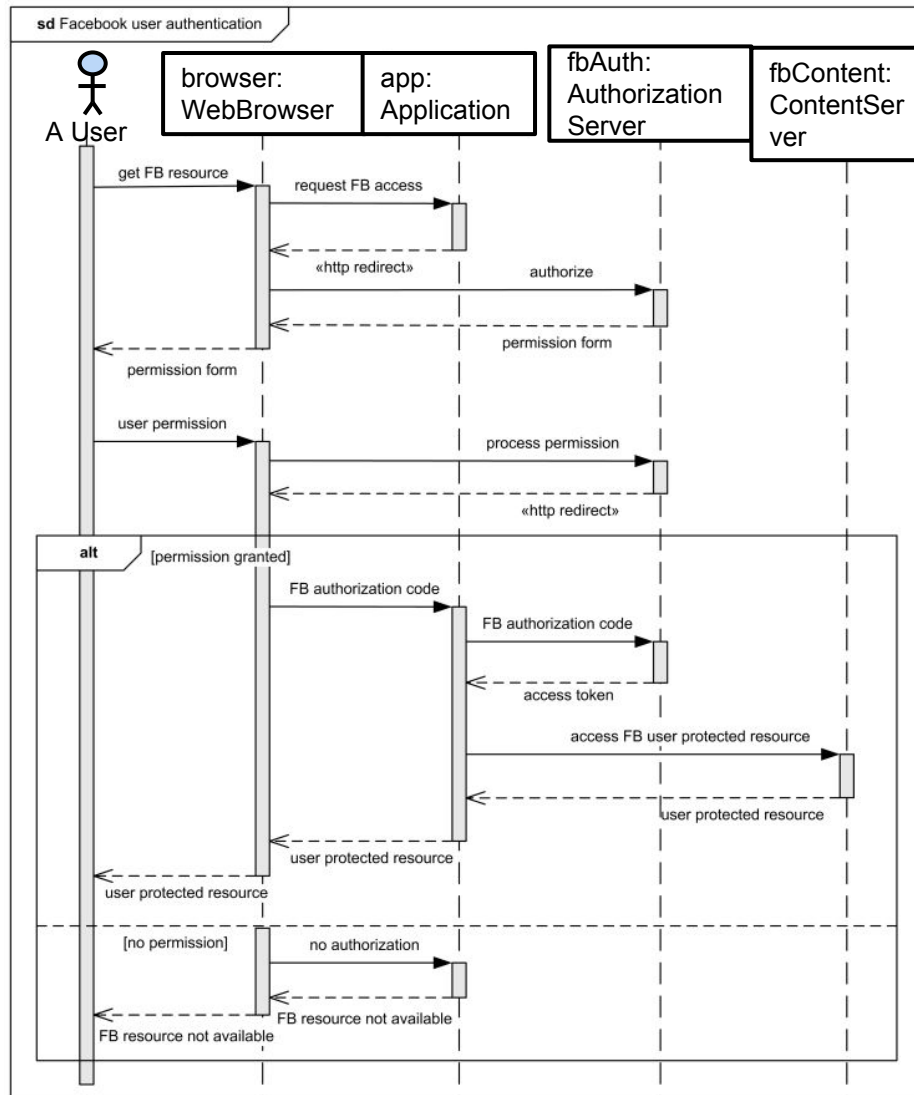 sd Facebook user authentication
A User
browser:
WebBrowser
app:
Application
fbAuth:
Authorization
Server
fbContent:
ContentSer
ver
get FB resource
request FB access
«http redirect»
authorize
permission form
permission form
user permission
process permission
«http redirect»
alt
[permission granted]
FB authorization code
FB authorization code
access token
access FB user protected resource
user protected resource
user protected resource
user protected resource
[no permission]
no authorization
FB resource not available
FB resource not available